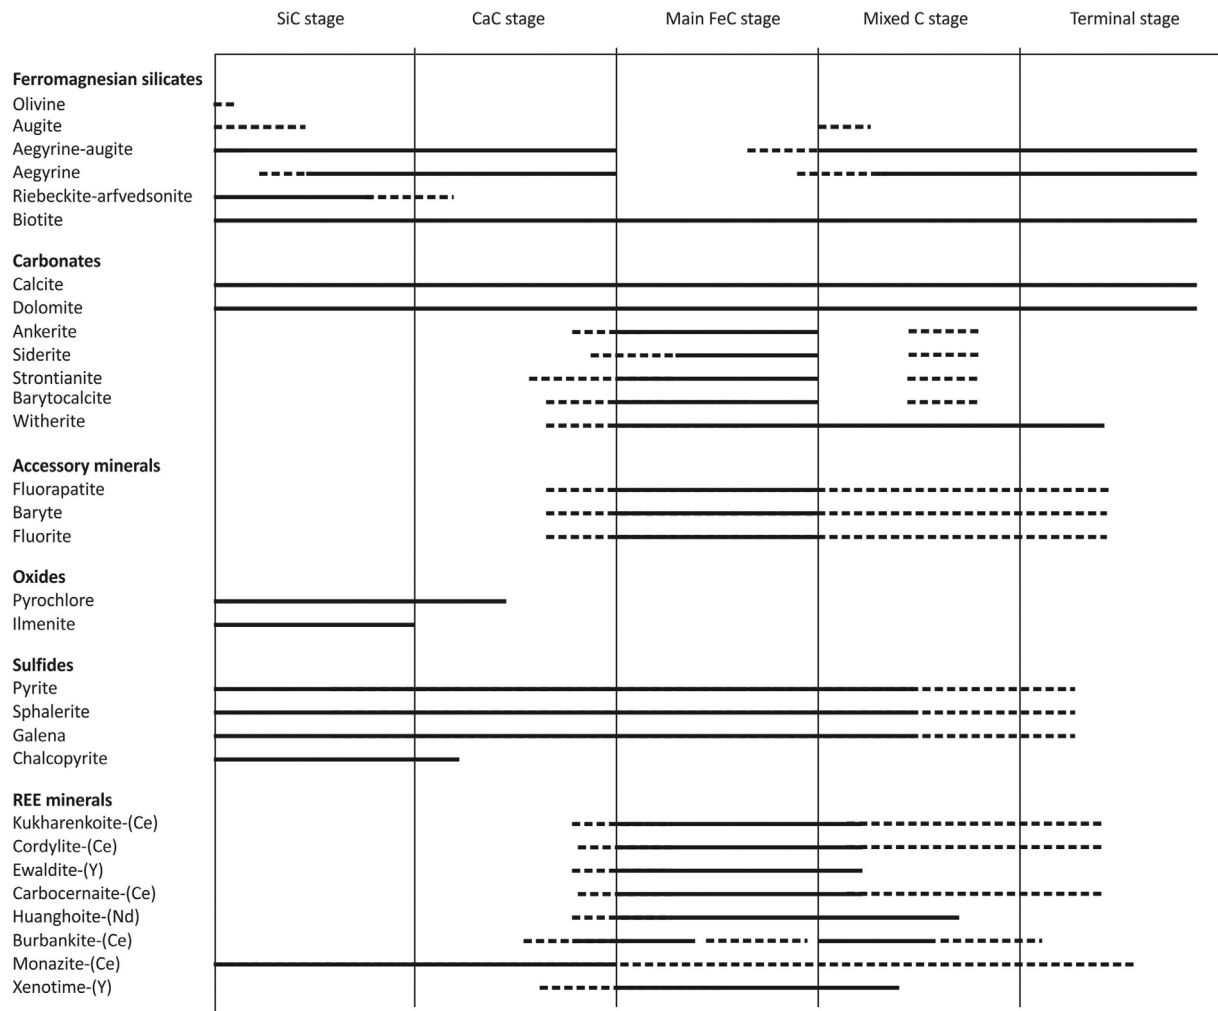 SiC stage CaC stage Main FeC stage Mixed C stage Terminal stage
Ferromagnesian silicates
Olivine
Augite
Aegyrine-augite
Aegyrine
Riebeckite-arfvedsonite
Biotite
Carbonates
Calcite
Dolomite
Ankerite
Siderite
Strontianite
Barytocalcite
Witherite
Accessory minerals
Fluorapatite
Baryte
Fluorite
Oxides
Pyrochlore
Ilmenite
Sulfides
Pyrite
Sphalerite
Galena
Chalcopyrite
REE minerals
Kukharenkoite-(Ce)
Cordylite-(Ce)
Ewaldite-(Y)
Carbocernaite-(Ce)
Huanghoite-(Nd)
Burbankite-(Ce)
Monazite-(Ce)
Xenotime-(Y)